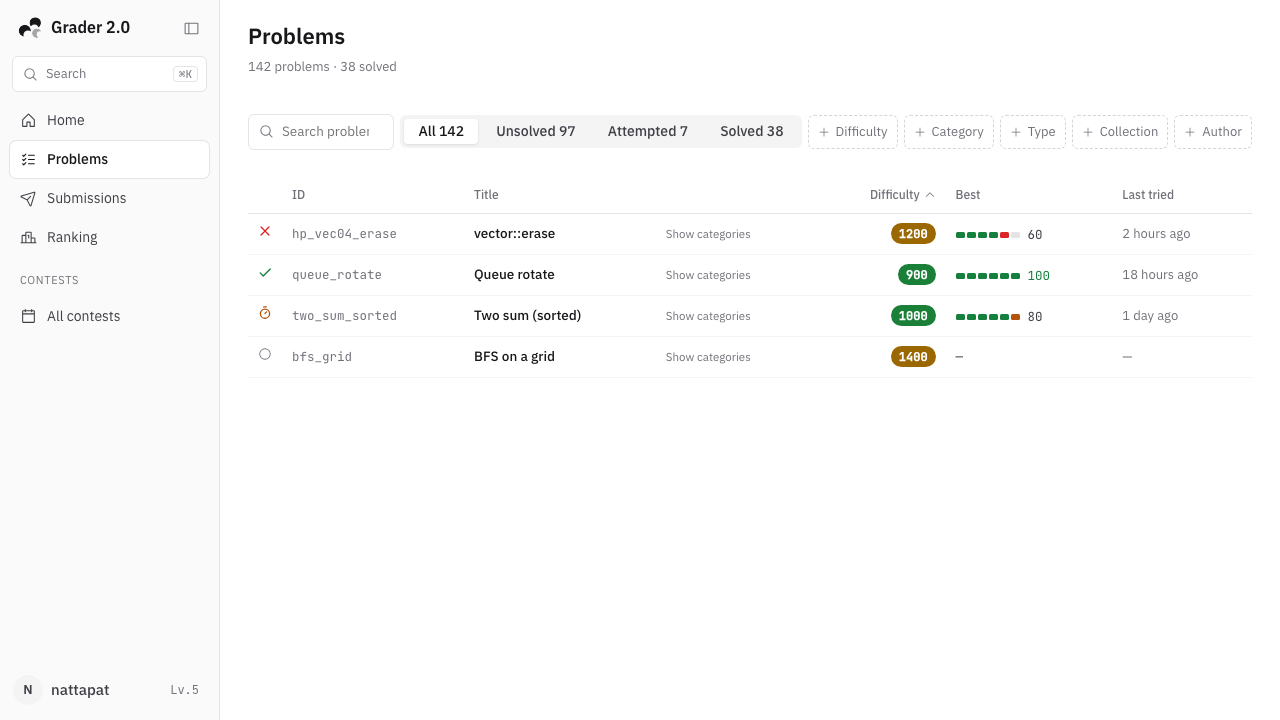 Grader 2.0
Search ⌘K
Home
Problems
Submissions
Ranking
CONTESTS
All contests
N nattapat Lv.5
Problems
142 problems · 38 solved
Search All 142 Unsolved 97 Attempted 7 Solved 38 + Difficulty + Category + Type + Collection + Author
ID Title Difficulty Best Last tried
hp_vec04_erase vector::erase Show categories 1200 60 2 hours ago
queue_rotate Queue rotate Show categories 900 100 18 hours ago
two_sum_sorted Two sum (sorted) Show categories 1000 80 1 day ago
bfs_grid BFS on a grid Show categories 1400 — —